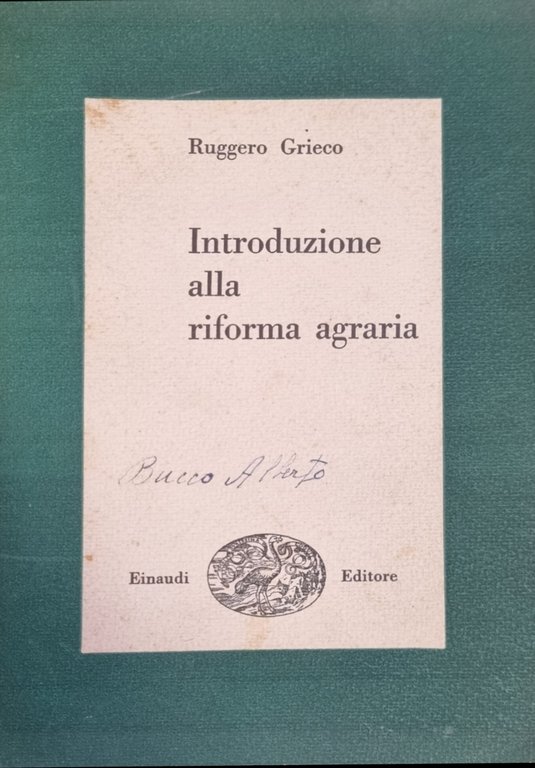 Ruggero Grieco
Introduzione
alla
riforma agraria
Bucco Alberto
Einaudi Editore